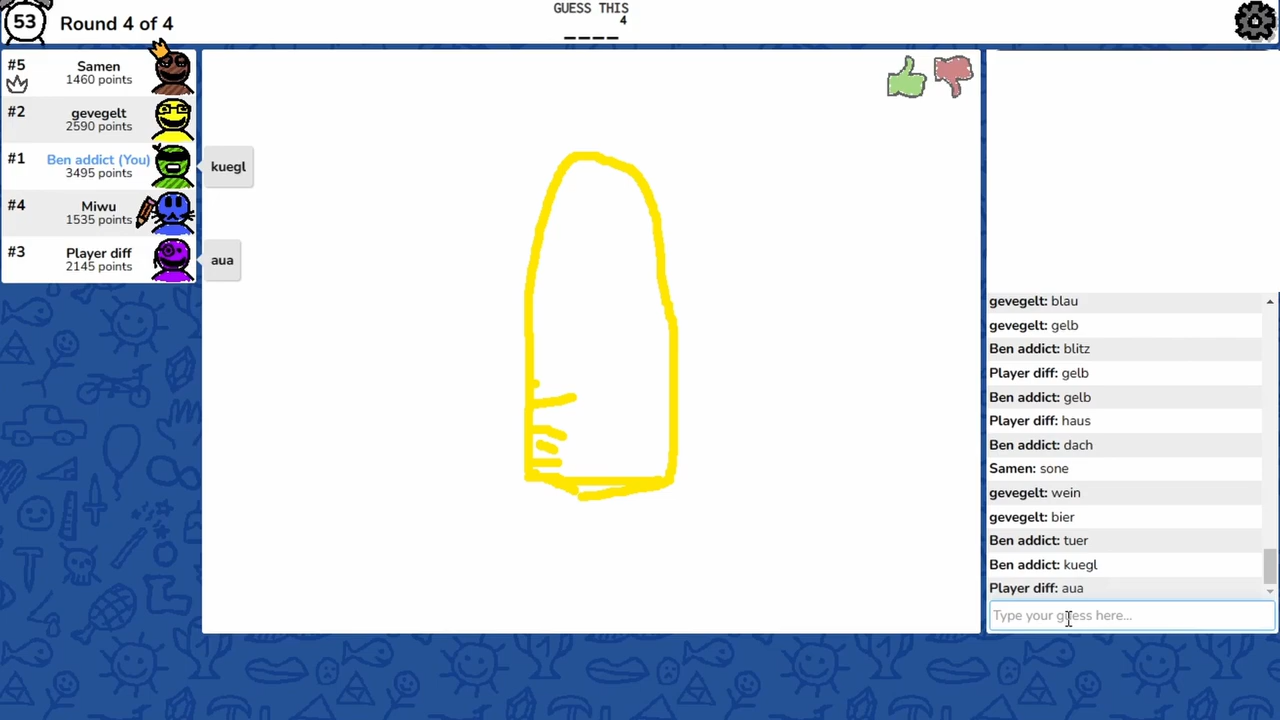 53
Round 4 of 4
GUESS THIS
4
____
#5
Samen
1460 points
#2
gevegelt
2590 points
#1
Ben addict (You)
3495 points
kuegl
#4
Miwu
1535 points
#3
Player diff
2145 points
aua
gevegelt: blau
gevegelt: gelb
Ben addict: blitz
Player diff: gelb
Ben addict: gelb
Player diff: haus
Ben addict: dach
Samen: sone
gevegelt: wein
gevegelt: bier
Ben addict: tuer
Ben addict: kuegl
Player diff: aua
Type your guess here...